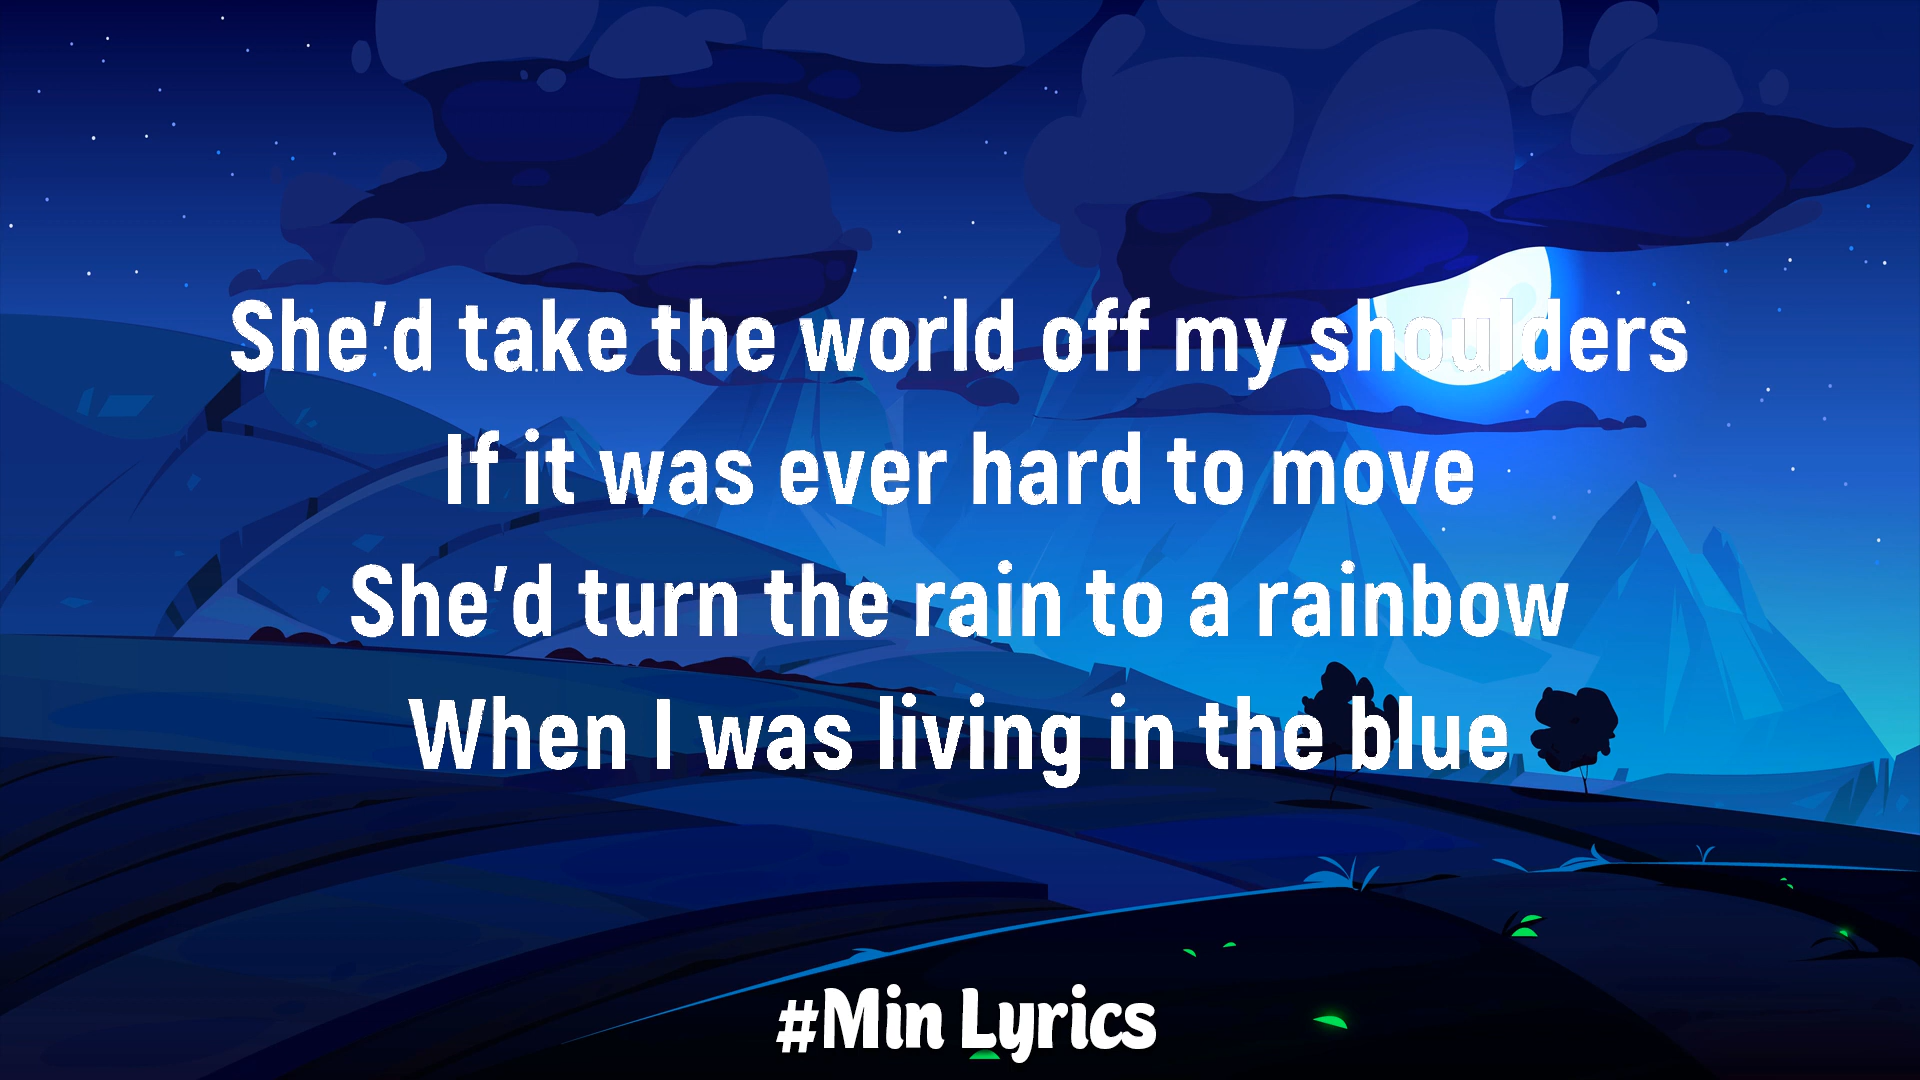 She'd take the world off my shoulders
If it was ever hard to move
She'd turn the rain to a rainbow
When I was living in the blue
#Min Lyrics